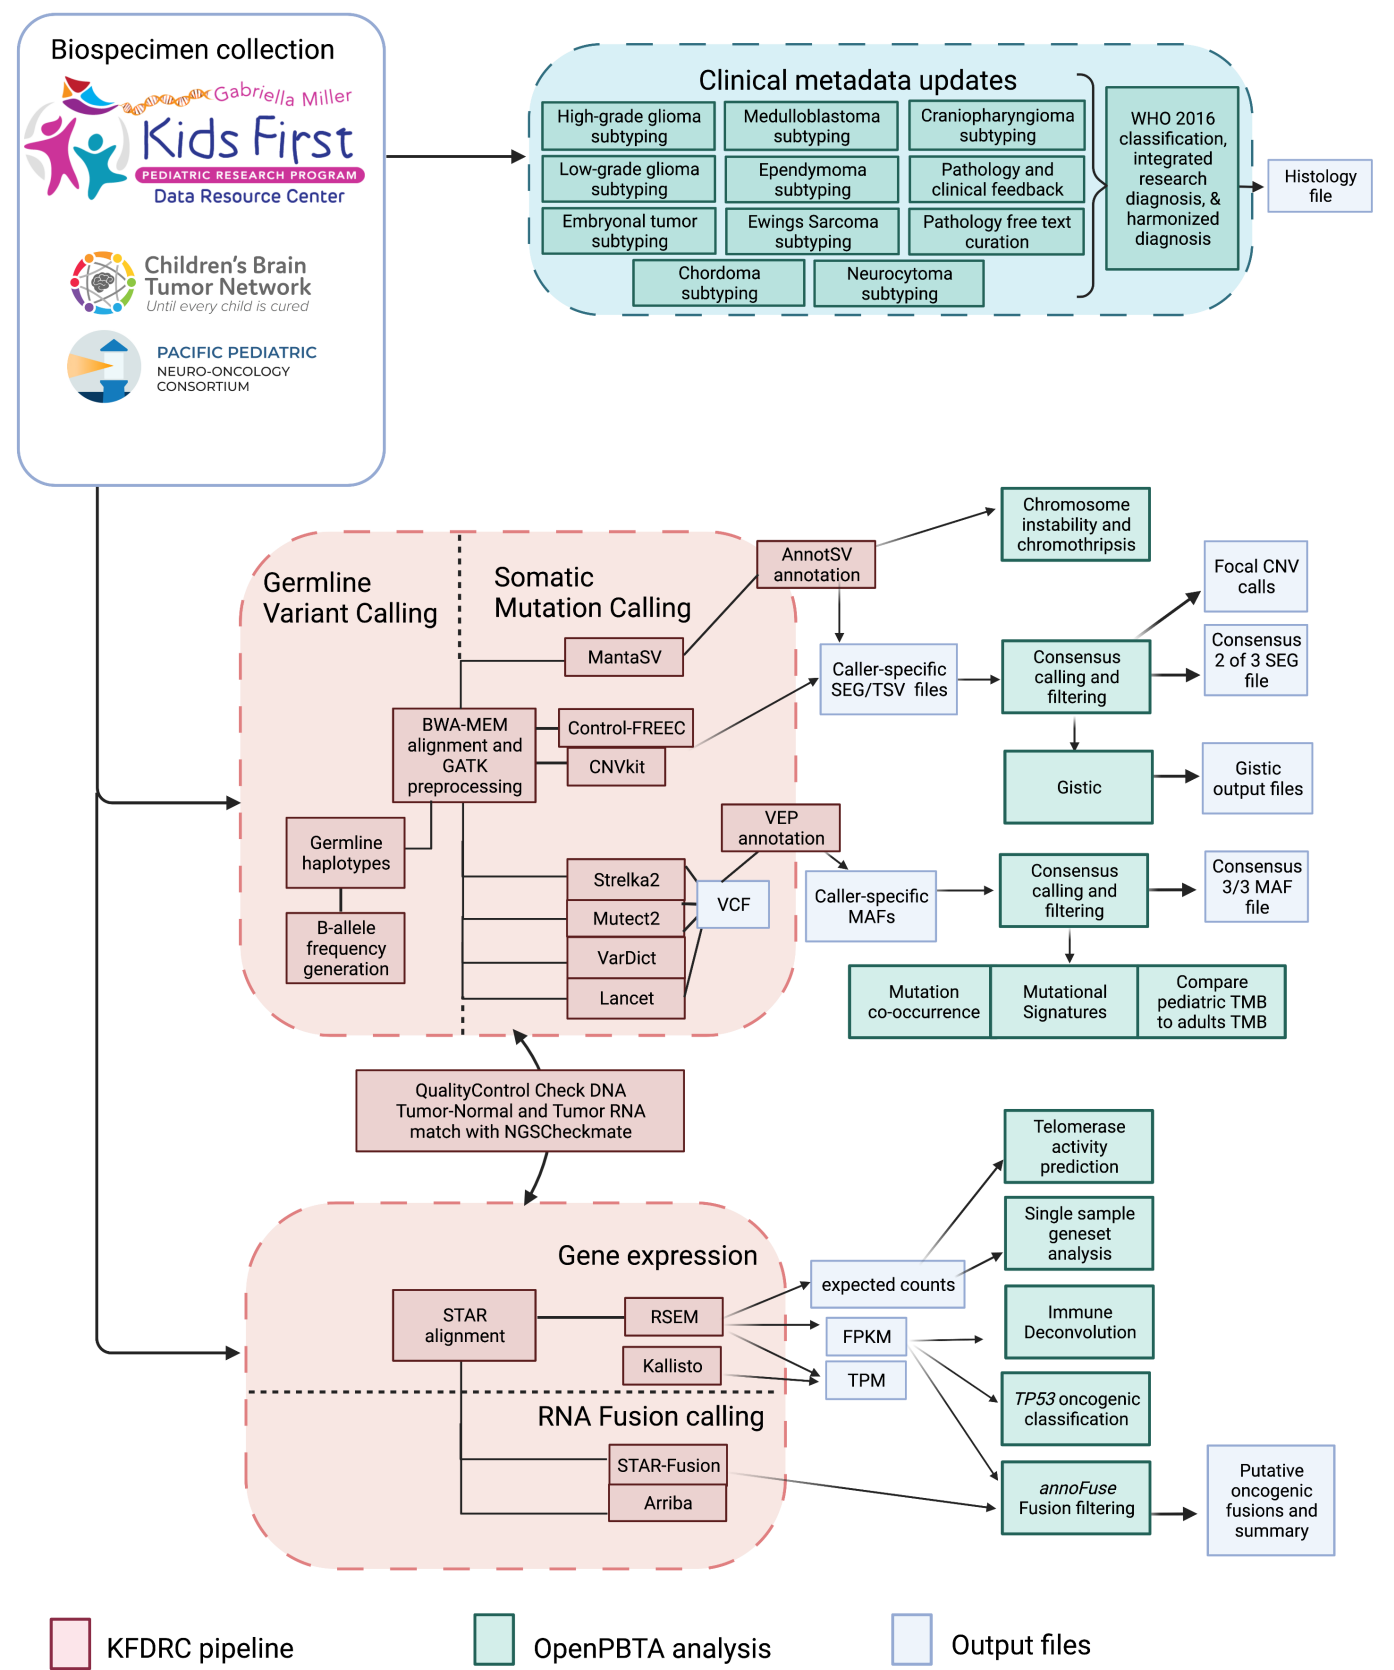 Biospecimen collection
Gabriella Miller
Kids First
PEDIATRIC RESEARCH PROGRAM
Data Resource Center
Children's Brain
Tumor Network
Until every child is cured
PACIFIC PEDIATRIC
NEURO-ONCOLOGY
CONSORTIUM
Clinical metadata updates
High-grade glioma
subtyping
Medulloblastoma
subtyping
Craniopharyngioma
subtyping
Low-grade glioma
subtyping
Ependymoma
subtyping
Pathology and
clinical feedback
Embryonal tumor
subtyping
Ewings Sarcoma
subtyping
Pathology free text
curation
Chordoma
subtyping
Neurocytoma
subtyping
WHO 2016
classification,
integrated
research
diagnosis, &
harmonized
diagnosis
Histology
file
Germline
Variant Calling
Somatic
Mutation Calling
AnnotSV
annotation
Chromosome
instability and
chromothripsis
MantaSV
Caller-specific
SEG/TSV files
Consensus
calling and
filtering
Focal CNV
calls
Consensus
2 of 3 SEG
file
BWA-MEM
alignment and
GATK
preprocessing
Control-FREEC
CNVkit
Gistic
Gistic
output files
Germline
haplotypes
B-allele
frequency
generation
VEP
annotation
Strelka2
Mutect2
VarDict
Lancet
VCF
Caller-specific
MAFs
Consensus
calling and
filtering
Consensus
3/3 MAF
file
Mutation
co-occurrence
Mutational
Signatures
Compare
pediatric TMB
to adults TMB
QualityControl Check DNA
Tumor-Normal and Tumor RNA
match with NGSCheckmate
Telomerase
activity
prediction
Single sample
geneset
analysis
Gene expression
STAR
alignment
RSEM
Kallisto
expected counts
FPKM
TPM
Immune
Deconvolution
TP53 oncogenic
classification
RNA Fusion calling
STAR-Fusion
Arriba
annoFuse
Fusion filtering
Putative
oncogenic
fusions and
summary
KFDRC pipeline
OpenPBTA analysis
Output files